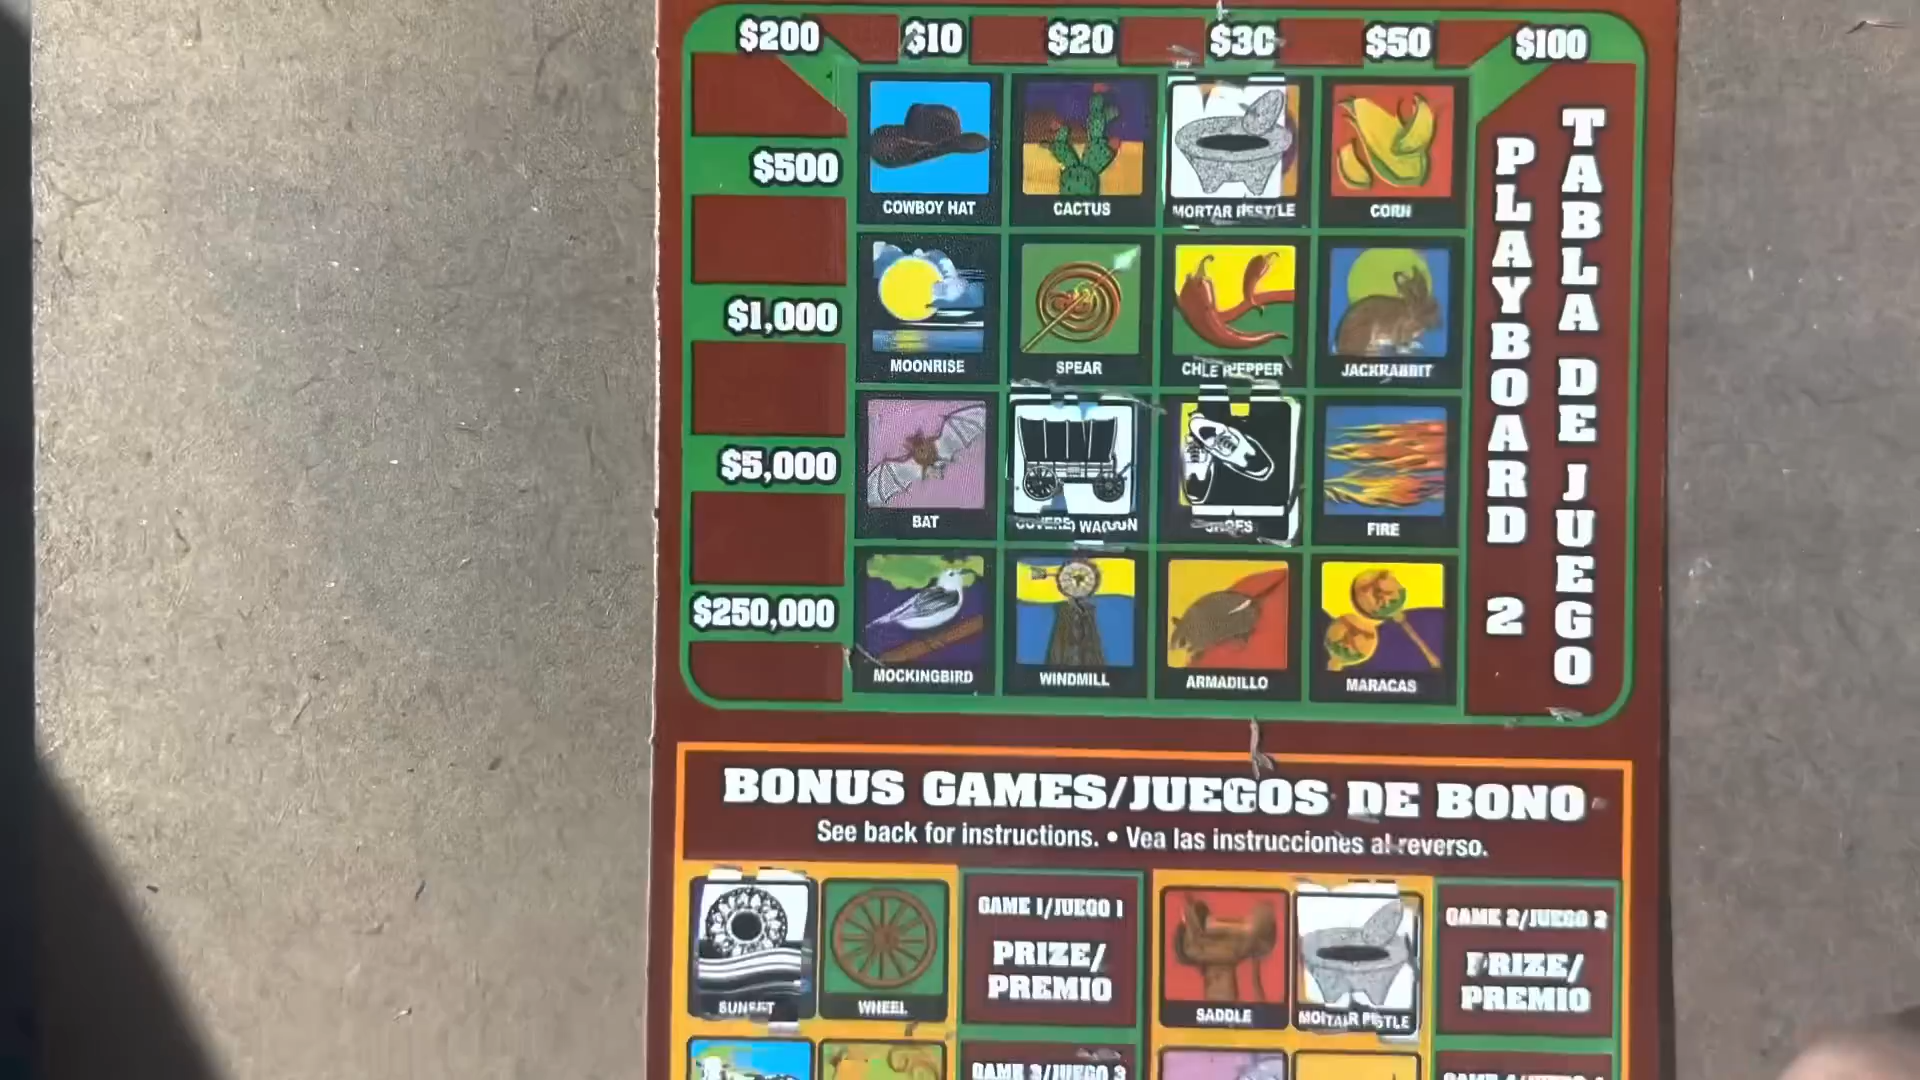 $200 $10 $20 $30 $50 $100
COWBOY HAT CACTUS MORTAR PESTLE CORN
$500
MOONRISE SPEAR CHILE PEPPER JACKRABBIT
$1,000
BAT COVERED WAGON SHOES FIRE
$5,000
MOCKINGBIRD WINDMILL ARMADILLO MARACAS
$250,000
PLAYBOARD 2
TABLA DE JUEGO
BONUS GAMES/JUEGOS DE BONO
See back for instructions. • Vea las instrucciones al reverso.
SUNSET WHEEL
GAME 1/JUEGO 1
PRIZE/
PREMIO
SADDLE MORTAR PESTLE
GAME 2/JUEGO 2
PRIZE/
PREMIO
GAME 3/JUEGO 3